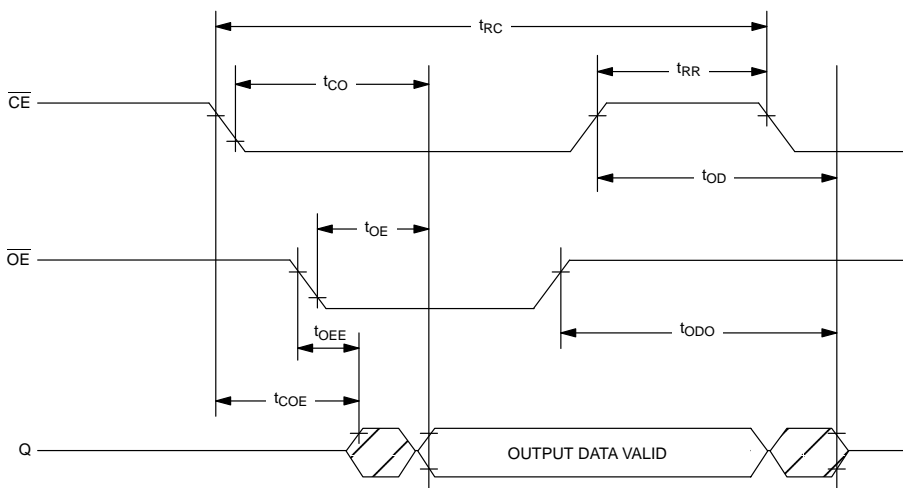 tRC
tCO
tRR
CE
tOD
tOE
OE
tOEE
tODO
tCOE
Q
OUTPUT DATA VALID